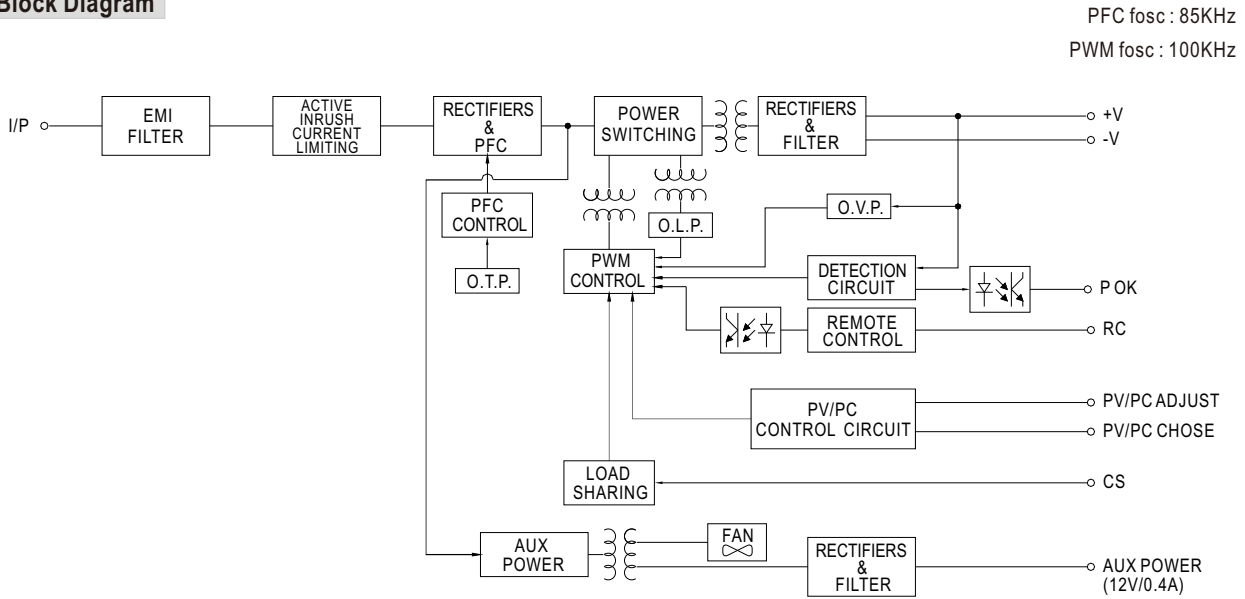 Block Diagram
PFC fosc : 85KHz
PWM fosc : 100KHz
I/P
EMI
FILTER
ACTIVE
INRUSH
CURRENT
LIMITING
RECTIFIERS
&
PFC
POWER
SWITCHING
RECTIFIERS
&
FILTER
+V
-V
PFC
CONTROL
O.T.P.
O.L.P.
O.V.P.
PWM
CONTROL
DETECTION
CIRCUIT
P OK
REMOTE
CONTROL
RC
PV/PC
CONTROL CIRCUIT
PV/PC ADJUST
PV/PC CHOSE
LOAD
SHARING
CS
AUX
POWER
FAN
RECTIFIERS
&
FILTER
AUX POWER
(12V/0.4A)